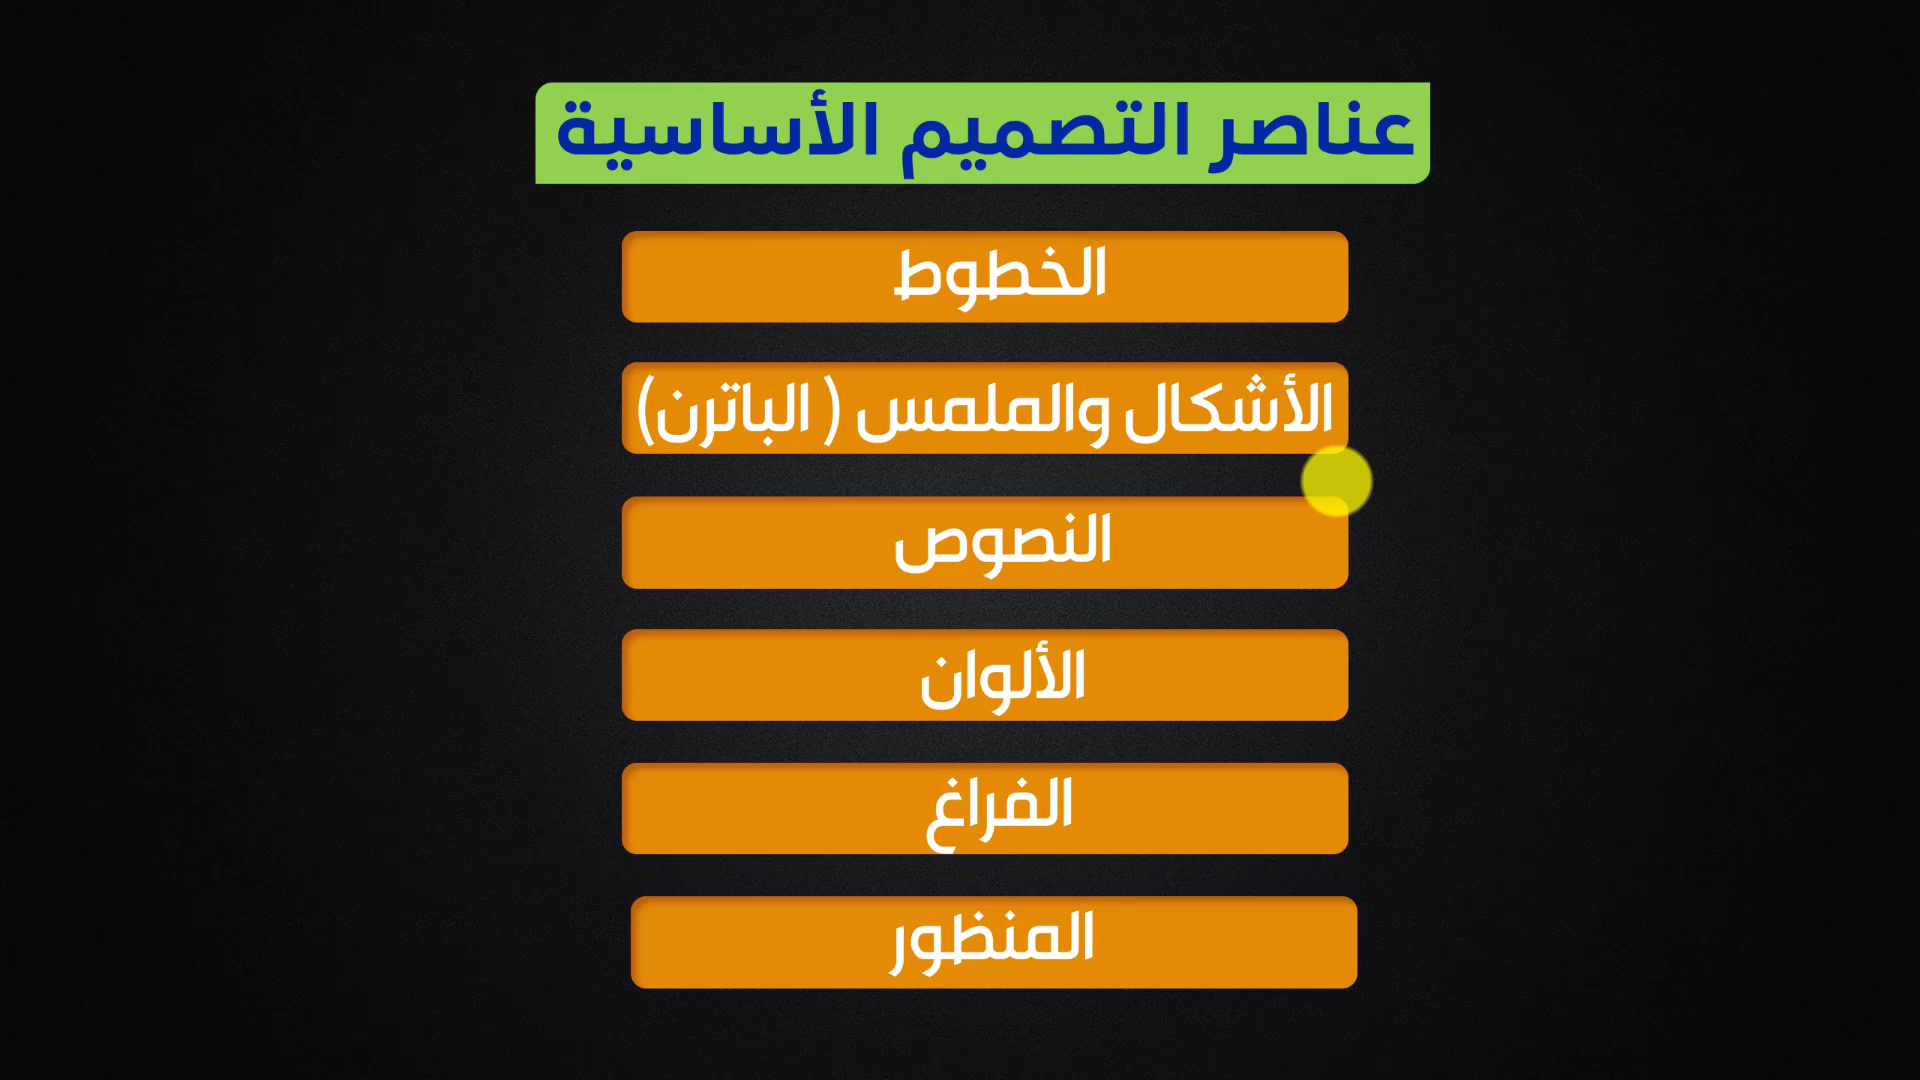 عناصر التصميم الأساسية
الخطوط
الأشكال والملمس ( الباترن)
النصوص
الألوان
الفراغ
المنظور